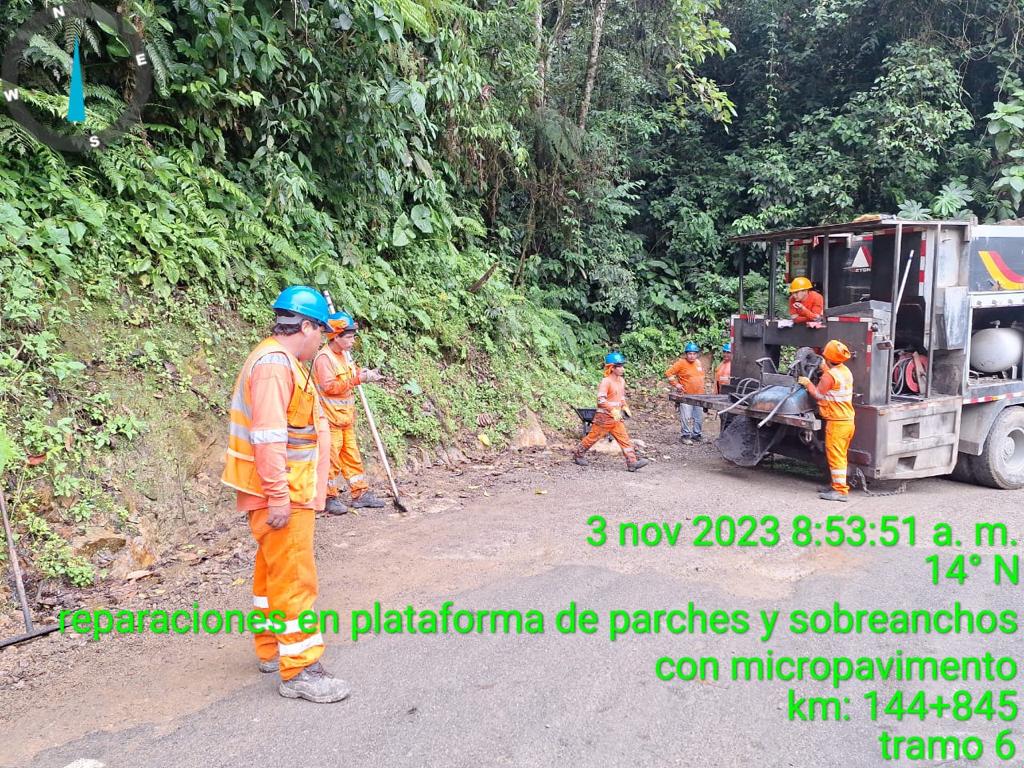 N
E
W
S
3 nov 2023 8:53:51 a. m.
14° N
reparaciones en plataforma de parches y sobreanchos
con micropavimento
km: 144+845
tramo 6